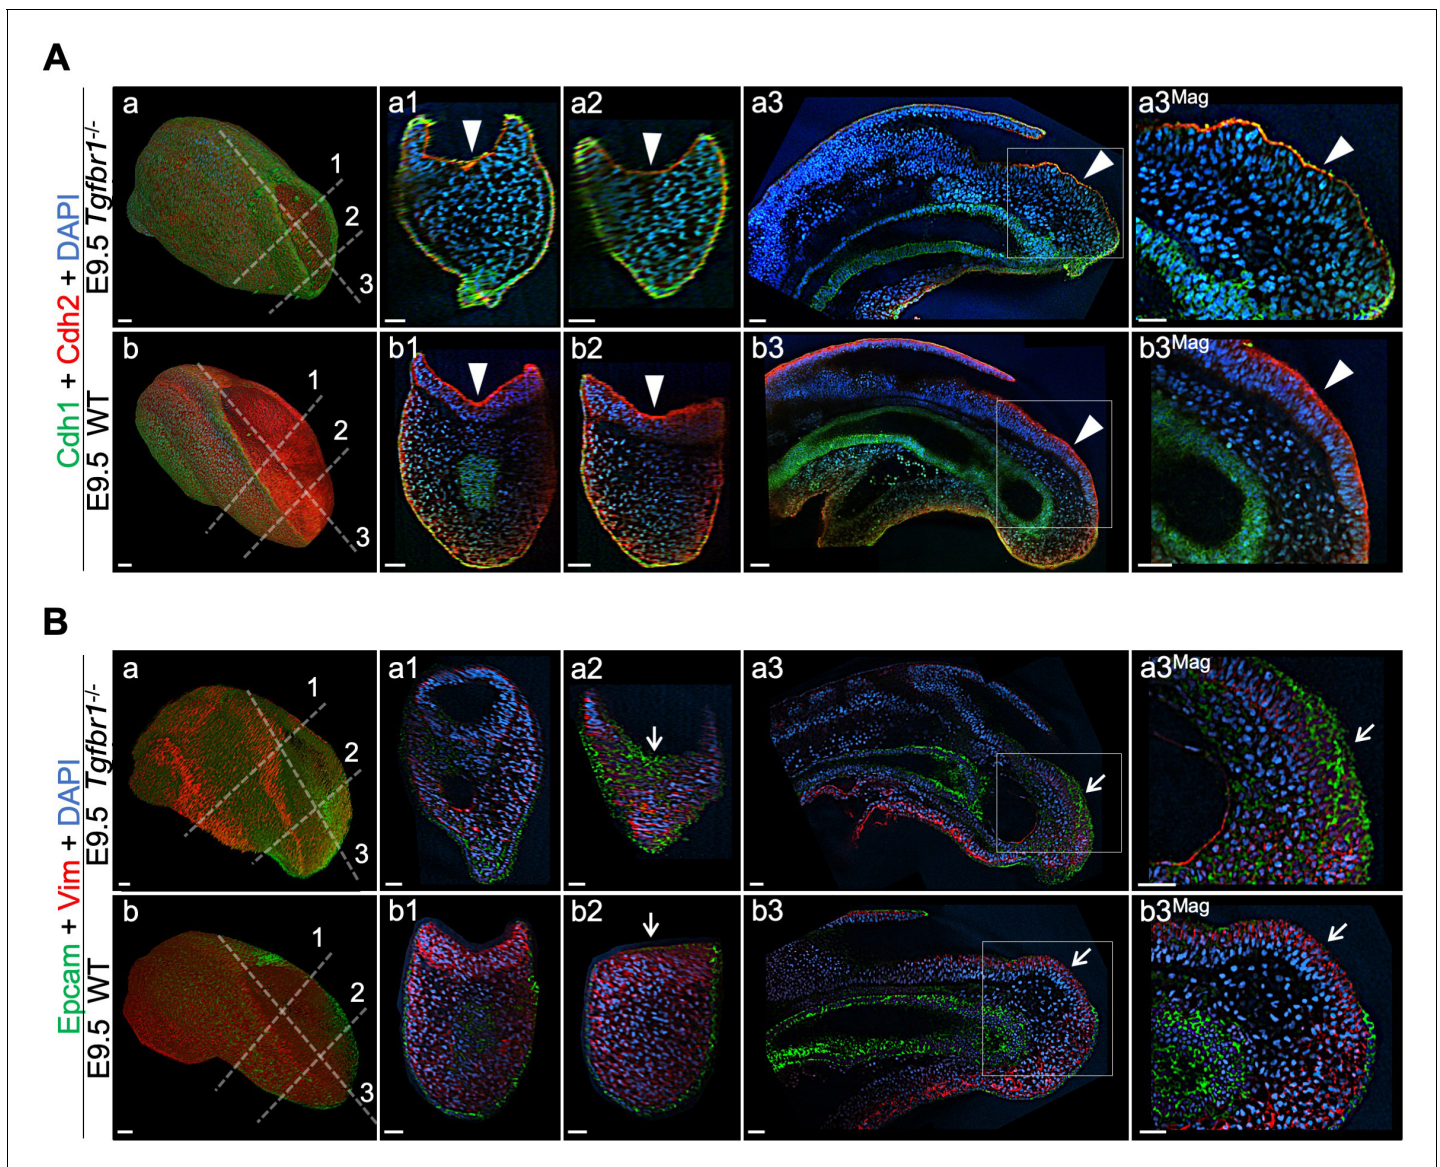 A
Cdh1 + Cdh2 + DAPI
E9.5 Tgfbr1-/-
a
1
2
3
a1
a2
a3
a3Mag
E9.5 WT
b
1
2
3
b1
b2
b3
b3Mag
B
Epcam + Vim + DAPI
E9.5 Tgfbr1-/-
a
1
2
3
a1
a2
a3
a3Mag
E9.5 WT
b
1
2
3
b1
b2
b3
b3Mag